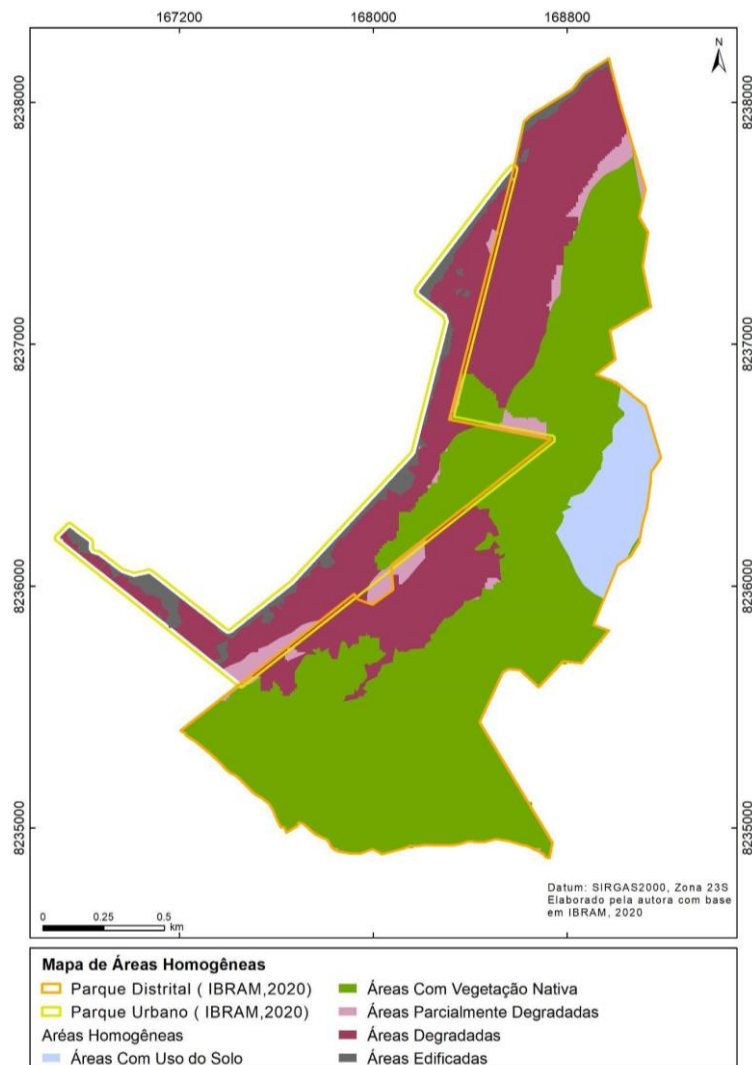 167200 168000 168800
N
8238000 8238000
8237000 8237000
8236000 8236000
8235000 8235000
Datum: SIRGAS2000, Zona 23S
Elaborado pela autora com base
em IBRAM, 2020
0 0.25 0.5
km
Mapa de Áreas Homogêneas
Parque Distrital ( IBRAM,2020)
Parque Urbano ( IBRAM,2020)
Aréas Homogêneas
Áreas Com Uso do Solo
Áreas Com Vegetação Nativa
Áreas Parcialmente Degradadas
Áreas Degradadas
Áreas Edificadas